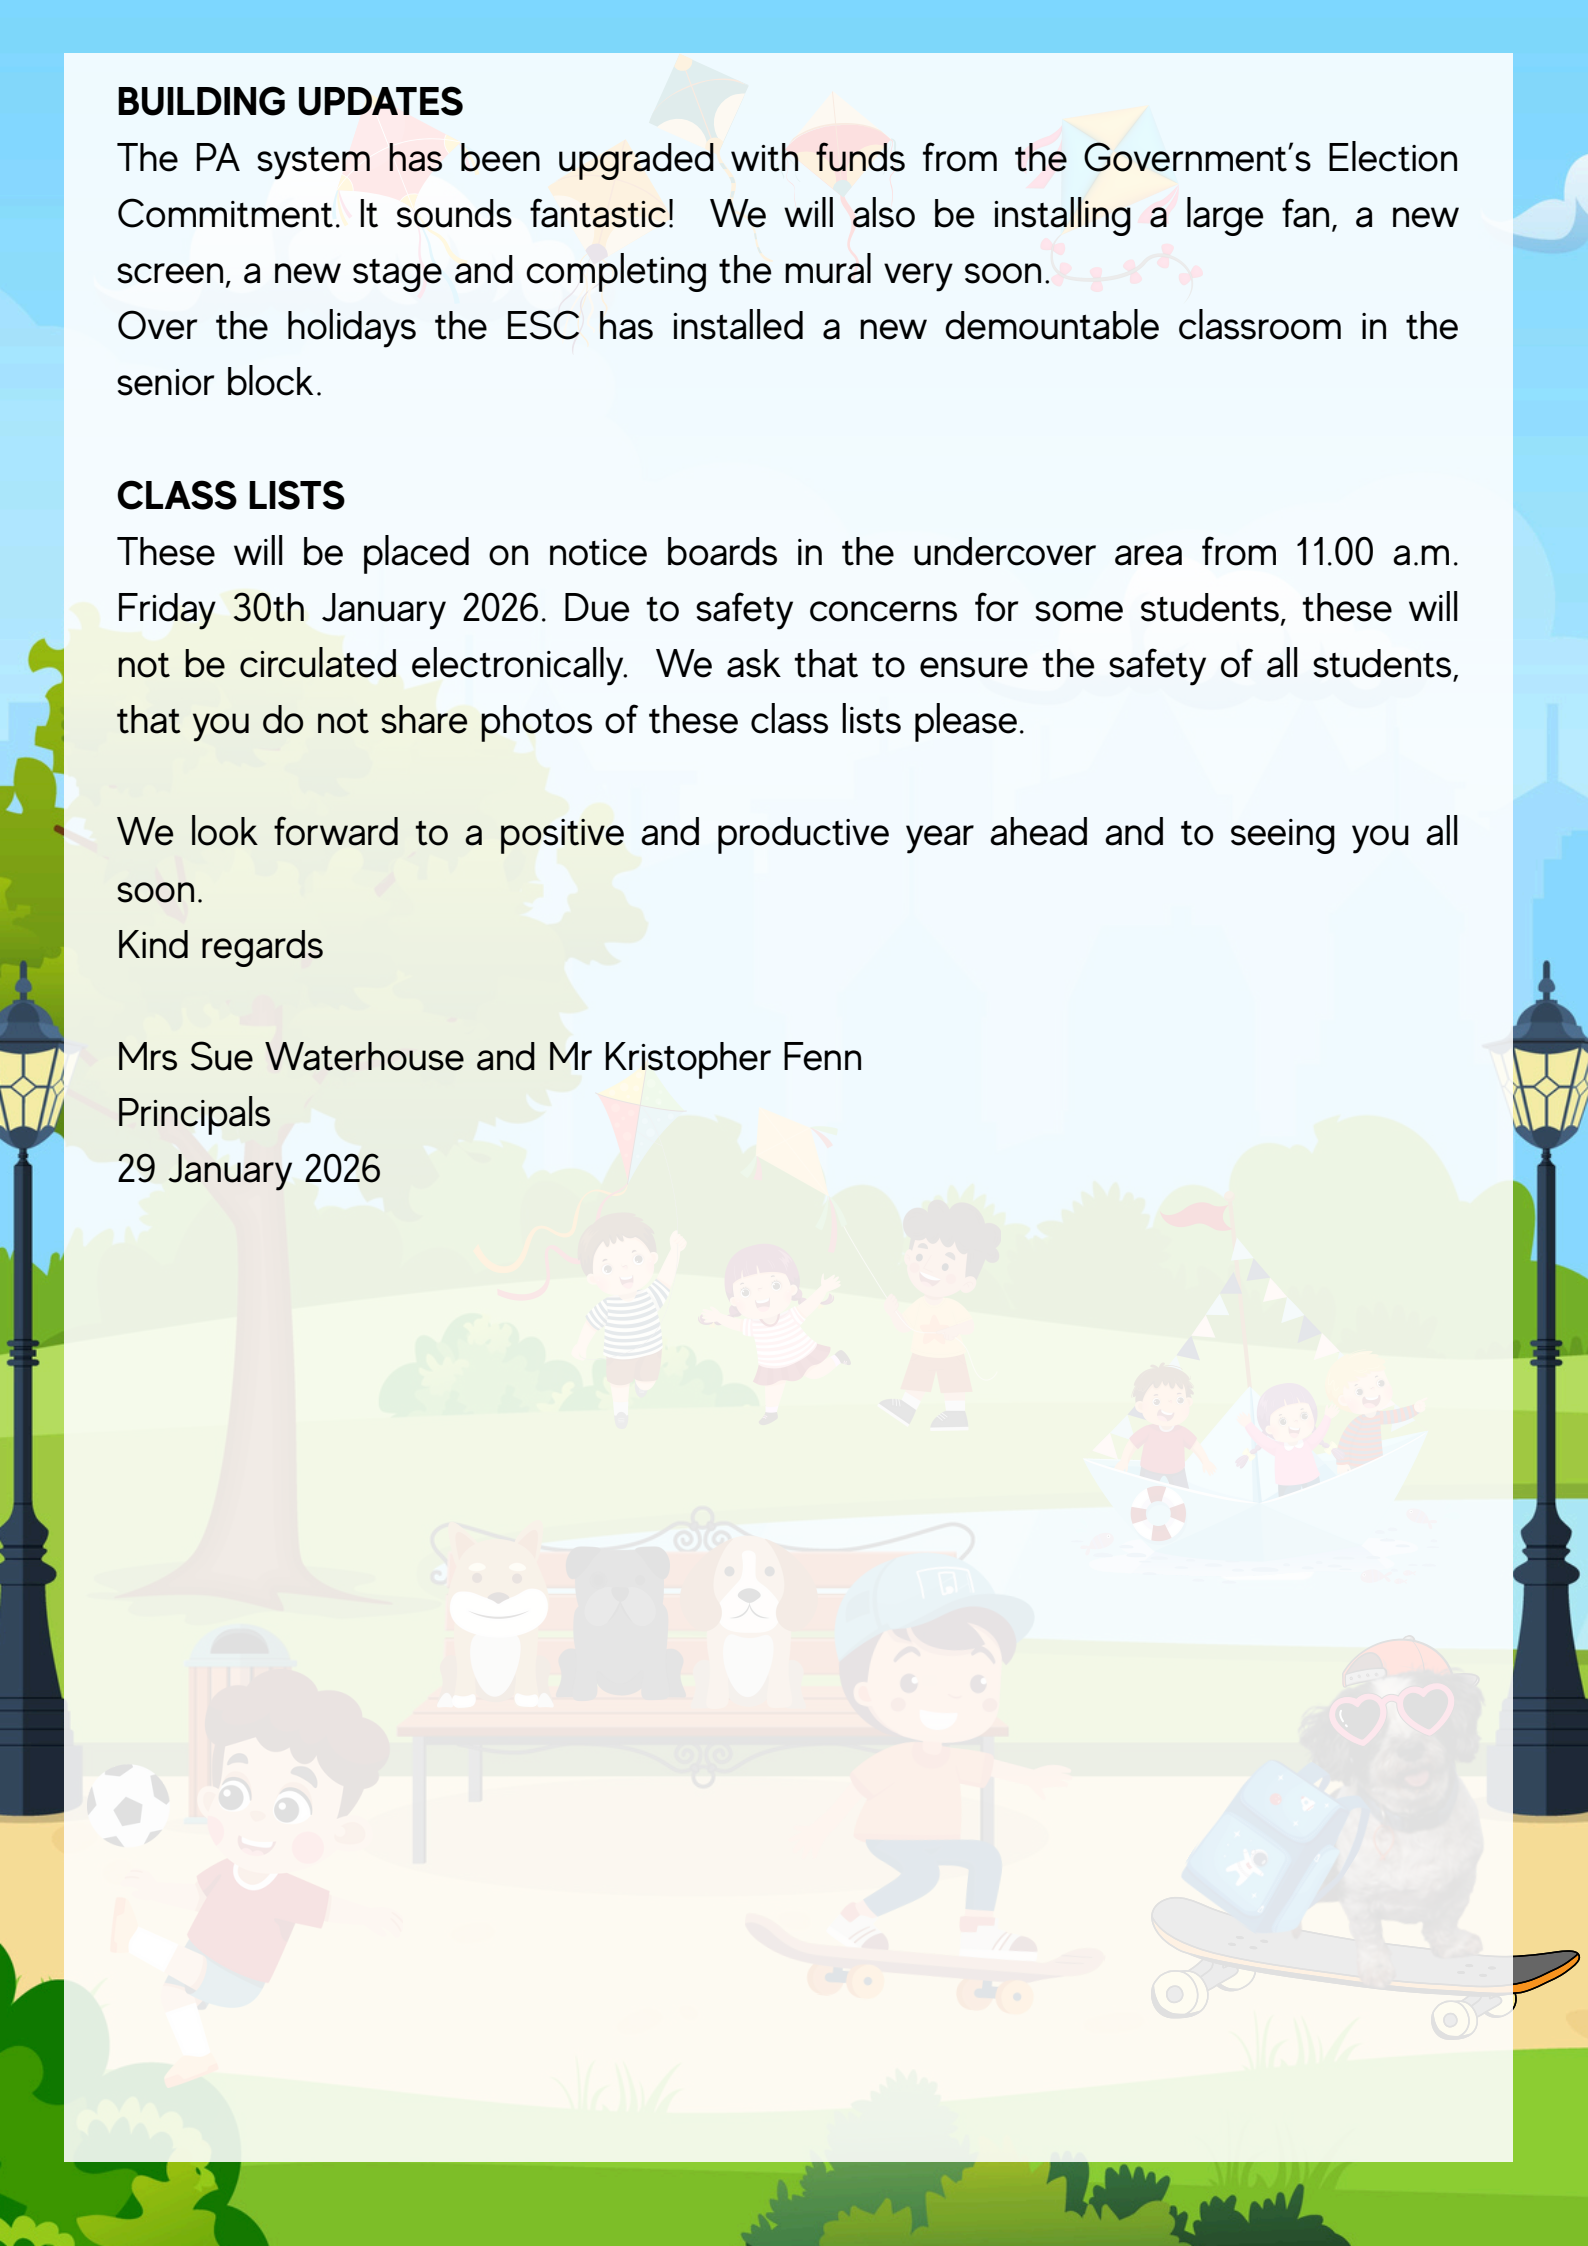 BUILDING UPDATES
The PA system has been upgraded with funds from the Government’s Election
Commitment. It sounds fantastic!  We will also be installing a large fan, a new
screen, a new stage and completing the mural very soon.
Over the holidays the ESC has installed a new demountable classroom in the
senior block.
CLASS LISTS
These will be placed on notice boards in the undercover area from 11.00 a.m.
Friday 30th January 2026. Due to safety concerns for some students, these will
not be circulated electronically.  We ask that to ensure the safety of all students,
that you do not share photos of these class lists please.
We look forward to a positive and productive year ahead and to seeing you all
soon.
Kind regards
Mrs Sue Waterhouse and Mr Kristopher Fenn
Principals
29 January 2026